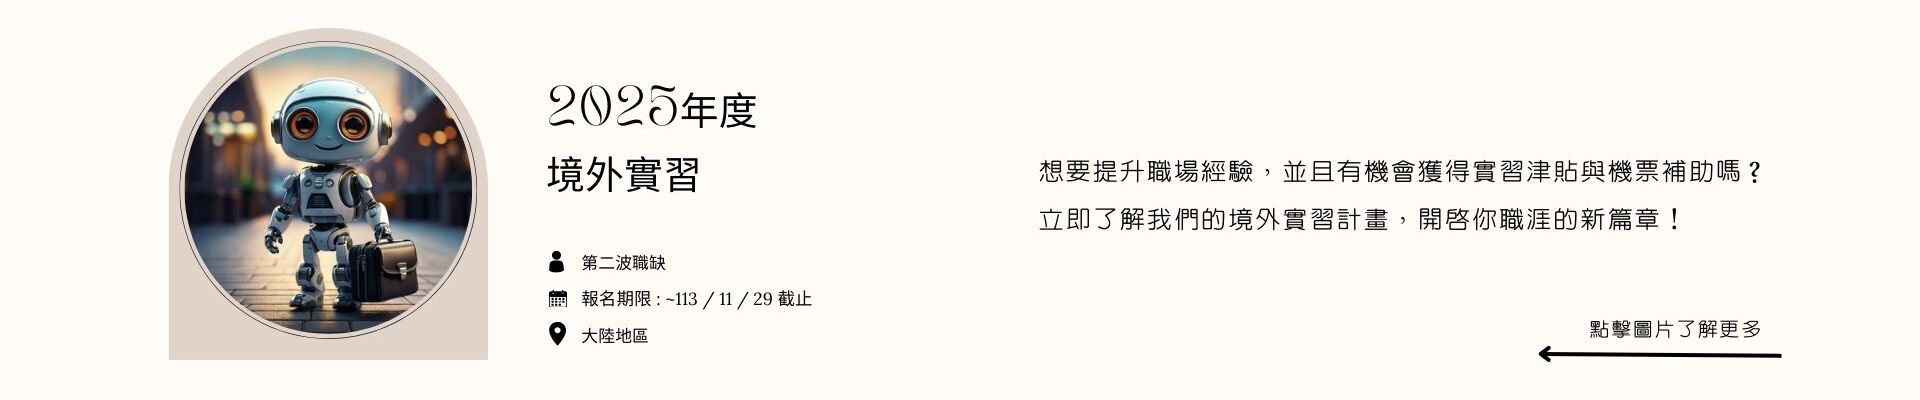 2025年度
境外實習
第二波職缺
報名期限 : ~113 / 11 / 29 截止
大陸地區
想要提升職場經驗，並且有機會獲得實習津貼與機票補助嗎？
立即了解我們的境外實習計畫，開啓你職涯的新篇章！
點擊圖片了解更多